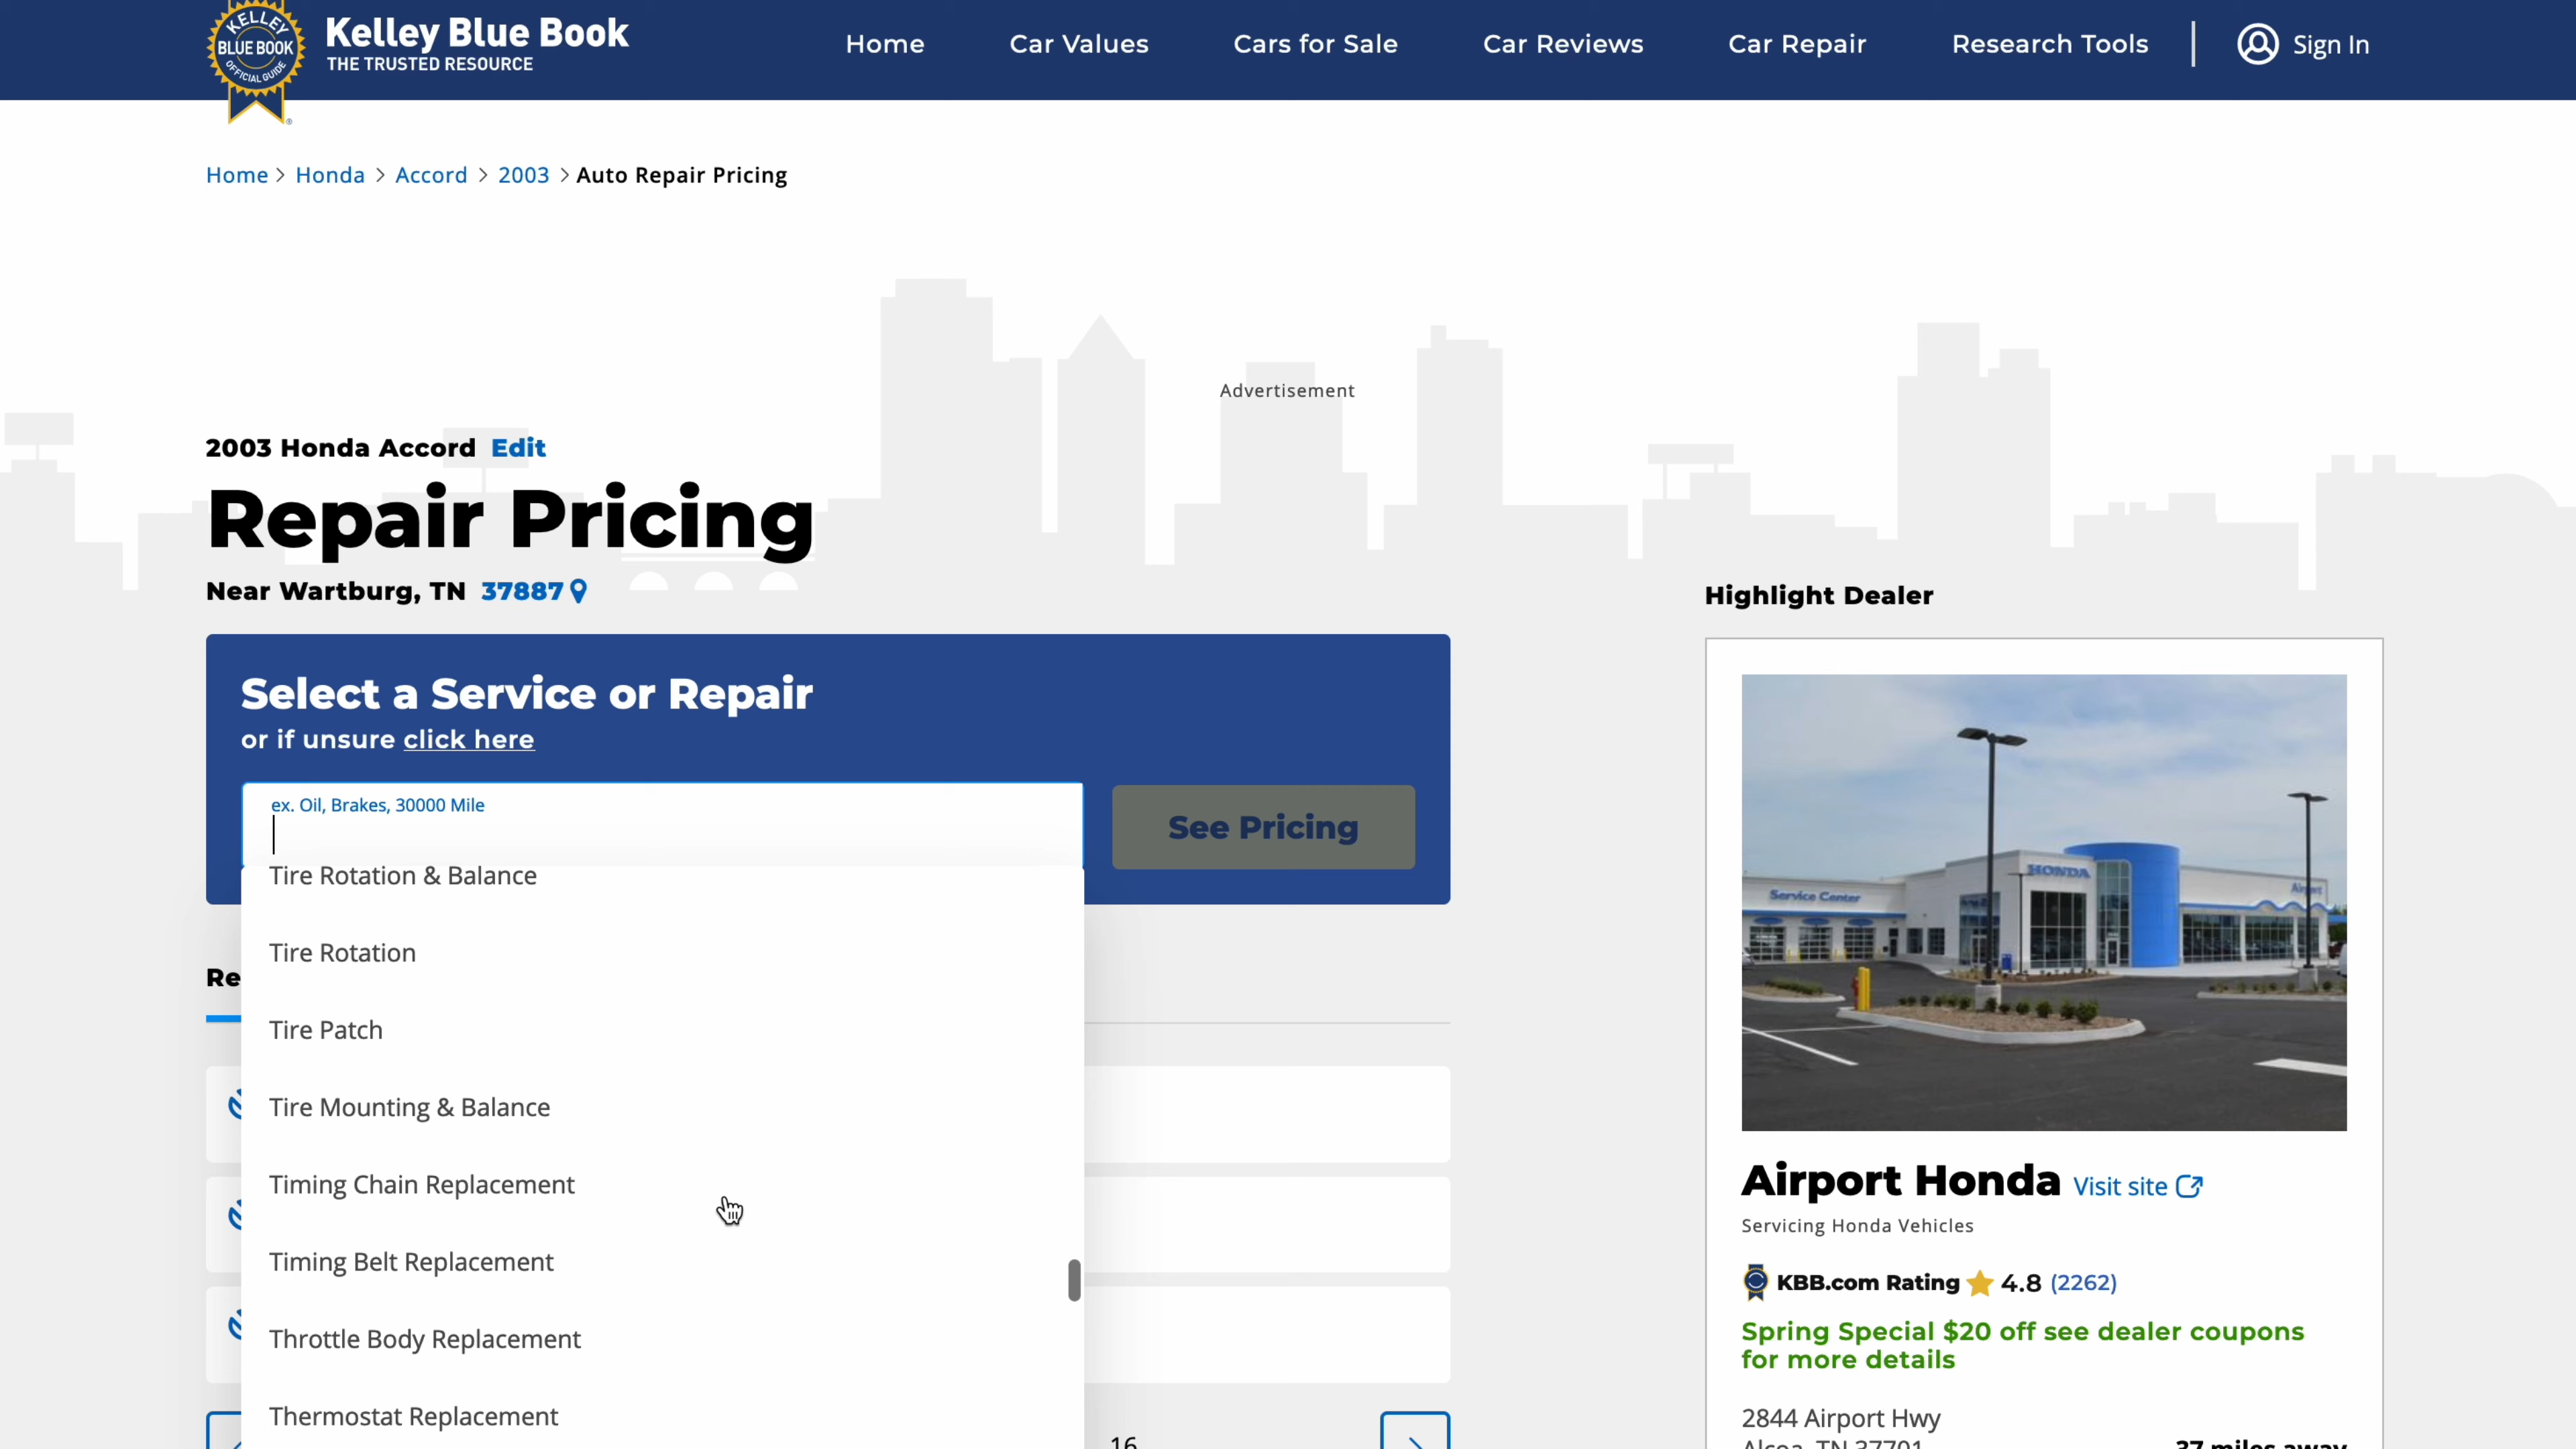 KELLEY
BLUE BOOK
OFFICIAL GUIDE
®
Kelley Blue Book
THE TRUSTED RESOURCE
Home
Car Values
Cars for Sale
Car Reviews
Car Repair
Research Tools
Sign In
Home > Honda > Accord > 2003 > Auto Repair Pricing
Advertisement
2003 Honda Accord Edit
Repair Pricing
Near Wartburg, TN 37887
Select a Service or Repair
or if unsure click here
ex. Oil, Brakes, 30000 Mile
See Pricing
Tire Rotation & Balance
Tire Rotation
Tire Patch
Tire Mounting & Balance
Timing Chain Replacement
Timing Belt Replacement
Throttle Body Replacement
Thermostat Replacement
Re
16
Highlight Dealer
Service Center
HONDA
Airport Honda Visit site
Servicing Honda Vehicles
KBB.com Rating 4.8 (2262)
Spring Special $20 off see dealer coupons
for more details
2844 Airport Hwy
Alcoa, TN 37701
37 miles away